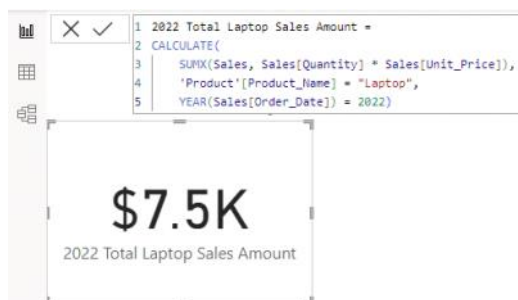 1 2022 Total Laptop Sales Amount =
2 CALCULATE(
3 SUMX(Sales, Sales[Quantity] * Sales[Unit_Price]),
4 'Product'[Product_Name] = "Laptop",
5 YEAR(Sales[Order_Date]) = 2022)
$7.5K
2022 Total Laptop Sales Amount